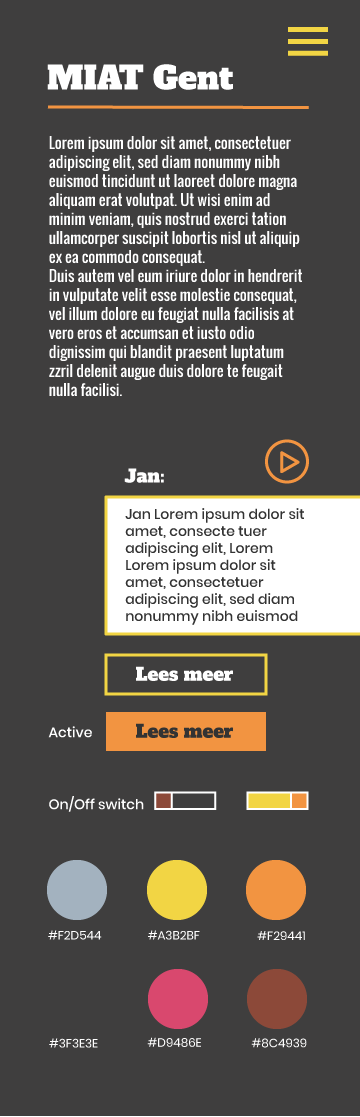 MIAT Gent
Lorem ipsum dolor sit amet, consectetuer
adipiscing elit, sed diam nonummy nibh
euismod tincidunt ut laoreet dolore magna
aliquam erat volutpat. Ut wisi enim ad
minim veniam, quis nostrud exerci tation
ullamcorper suscipit lobortis nisl ut aliquip
ex ea commodo consequat.
Duis autem vel eum iriure dolor in hendrerit
in vulputate velit esse molestie consequat,
vel illum dolore eu feugiat nulla facilisis at
vero eros et accumsan et iusto odio
dignissim qui blandit praesent luptatum
zzril delenit augue duis dolore te feugait
nulla facilisi.
Jan:
Jan Lorem ipsum dolor sit
amet, consecte tuer
adipiscing elit, Lorem
Lorem ipsum dolor sit
amet, consectetuer
adipiscing elit, sed diam
nonummy nibh euismod
Lees meer
Active Lees meer
On/Off switch
#F2D544 #A3B2BF #F29441
#3F3E3E #D9486E #8C4939